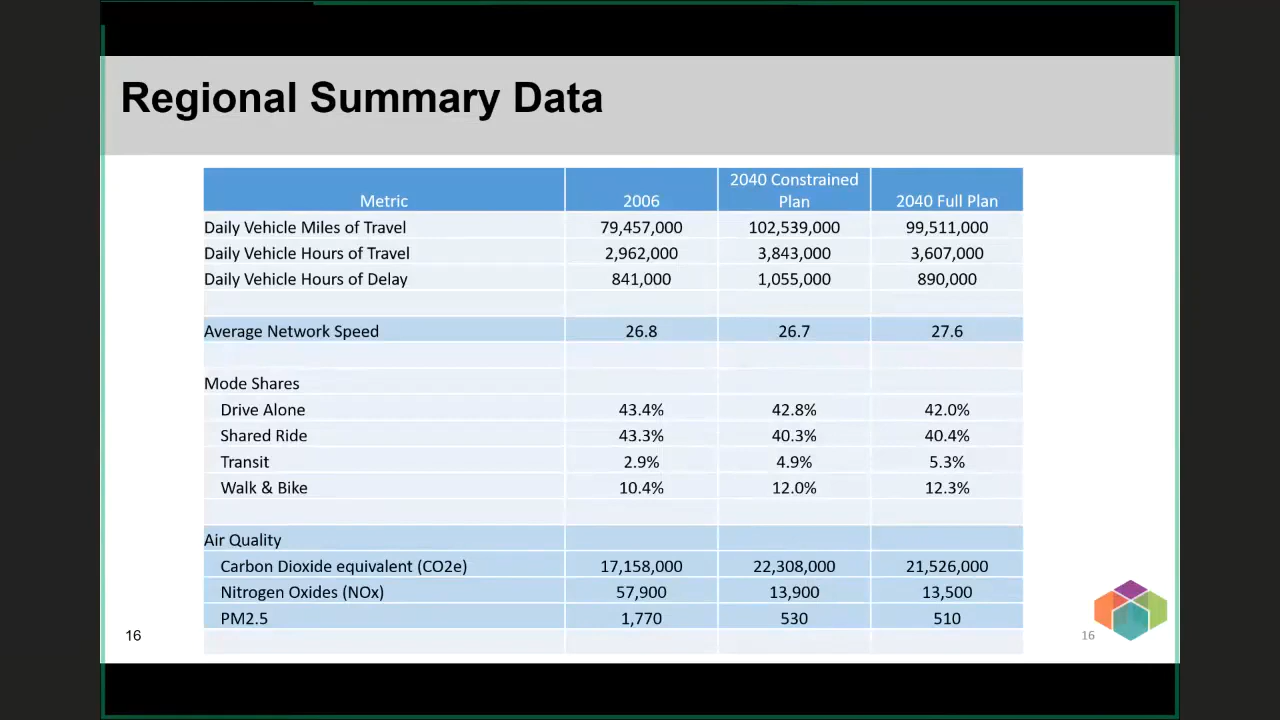 Regional Summary Data
Metric 2006 2040 Constrained Plan 2040 Full Plan
Daily Vehicle Miles of Travel 79,457,000 102,539,000 99,511,000
Daily Vehicle Hours of Travel 2,962,000 3,843,000 3,607,000
Daily Vehicle Hours of Delay 841,000 1,055,000 890,000
Average Network Speed 26.8 26.7 27.6
Mode Shares
Drive Alone 43.4% 42.8% 42.0%
Shared Ride 43.3% 40.3% 40.4%
Transit 2.9% 4.9% 5.3%
Walk & Bike 10.4% 12.0% 12.3%
Air Quality
Carbon Dioxide equivalent (CO2e) 17,158,000 22,308,000 21,526,000
Nitrogen Oxides (NOx) 57,900 13,900 13,500
PM2.5 1,770 530 510
16
16